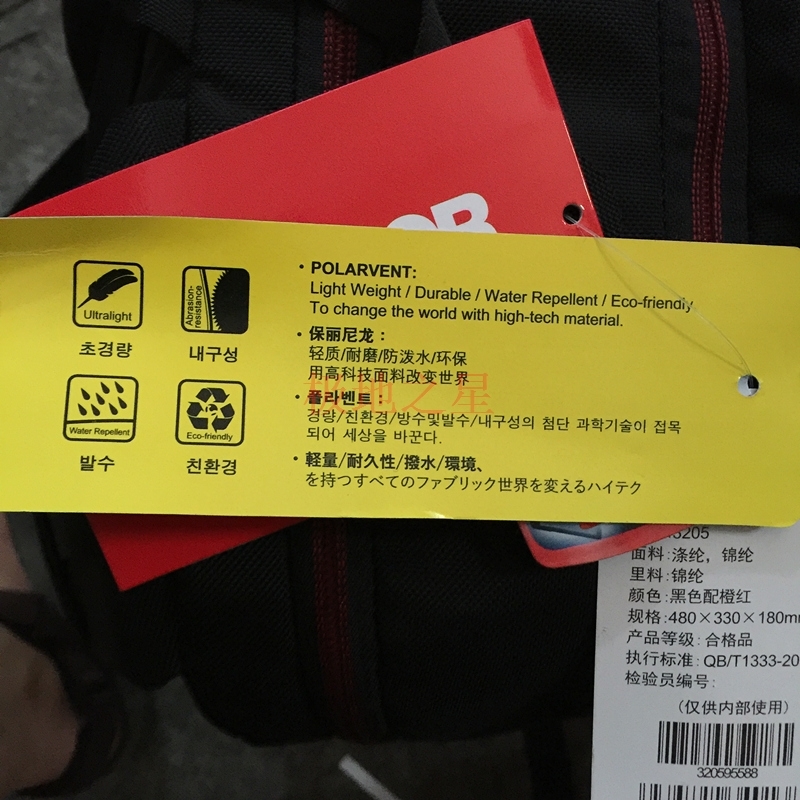 OB
Ultralight
초경량
Abrasion-
resistance
내구성
Water Repellent
발수
Eco-friendly
친환경
· POLARVENT:
Light Weight / Durable / Water Repellent / Eco-friendly
To change the world with high-tech material.
· 保丽尼龙：
轻质/耐磨/防泼水/环保
用高科技面料改变世界
极地之星
· 폴라벤트 :
경량/친환경/방수및발수/내구성의 첨단 과학기술이 접목
되어 세상을 바꾼다.
· 軽量/耐久性/撥水/環境、
を持つすべてのファブリック世界を変えるハイテク
3205
面料:涤纶，锦纶
里料:锦纶
颜色:黑色配橙红
规格:480×330×180mm
产品等级:合格品
执行标准: QB/T1333-20
检验员编号:
（仅供内部使用）
320595588